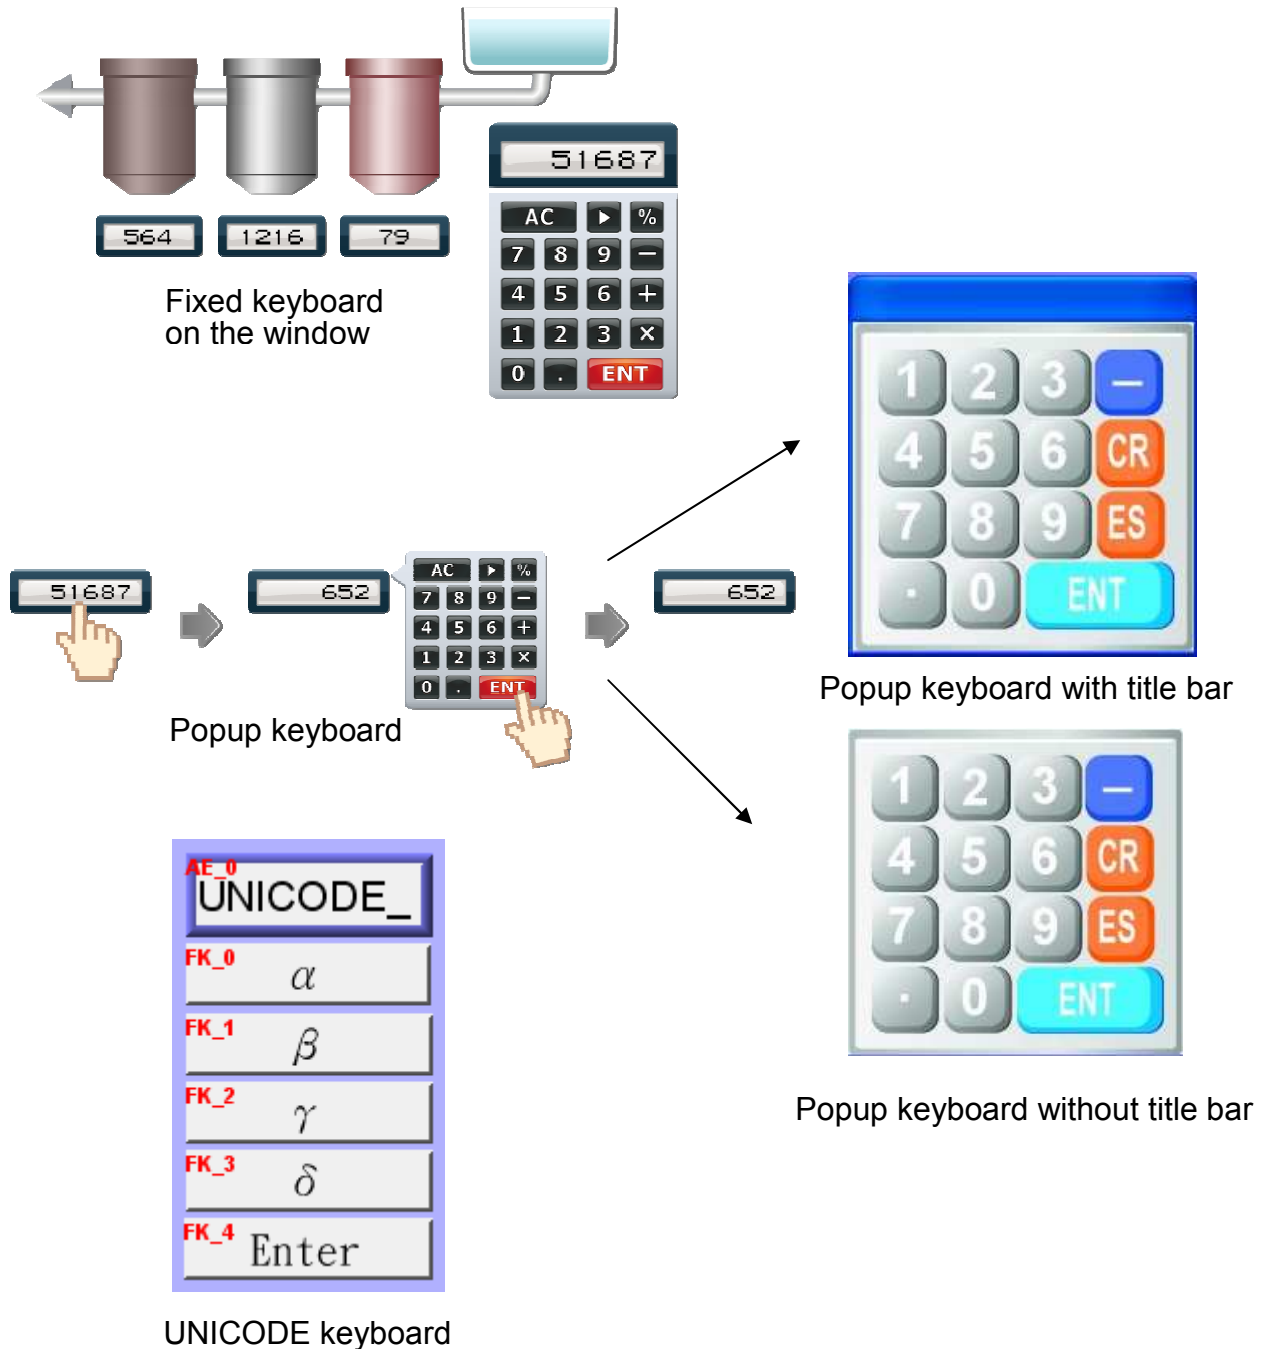 51687
AC ▶ %
7 8 9 −
4 5 6 +
1 2 3 ×
0 . ENT
564 1216 79
Fixed keyboard
on the window
1 2 3 −
4 5 6 CR
7 8 9 ES
. 0 ENT
Popup keyboard with title bar
51687
652
AC ▶ %
7 8 9 −
4 5 6 +
1 2 3 ×
0 . ENT
652
Popup keyboard
1 2 3 −
4 5 6 CR
7 8 9 ES
. 0 ENT
Popup keyboard without title bar
AE_0
UNICODE_
FK_0 α
FK_1 β
FK_2 γ
FK_3 δ
FK_4 Enter
UNICODE keyboard